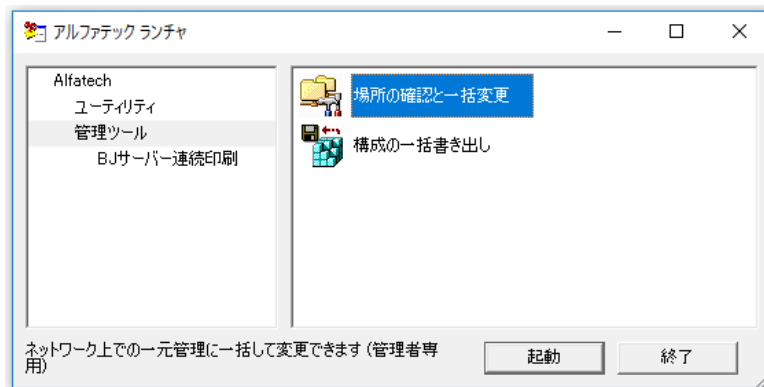 アルファテック ランチャ
Alfatech
ユーティリティ
管理ツール
BJサーバー連続印刷
場所の確認と一括変更
構成の一括書き出し
ネットワーク上での一元管理に一括して変更できます(管理者専
用)
起動
終了